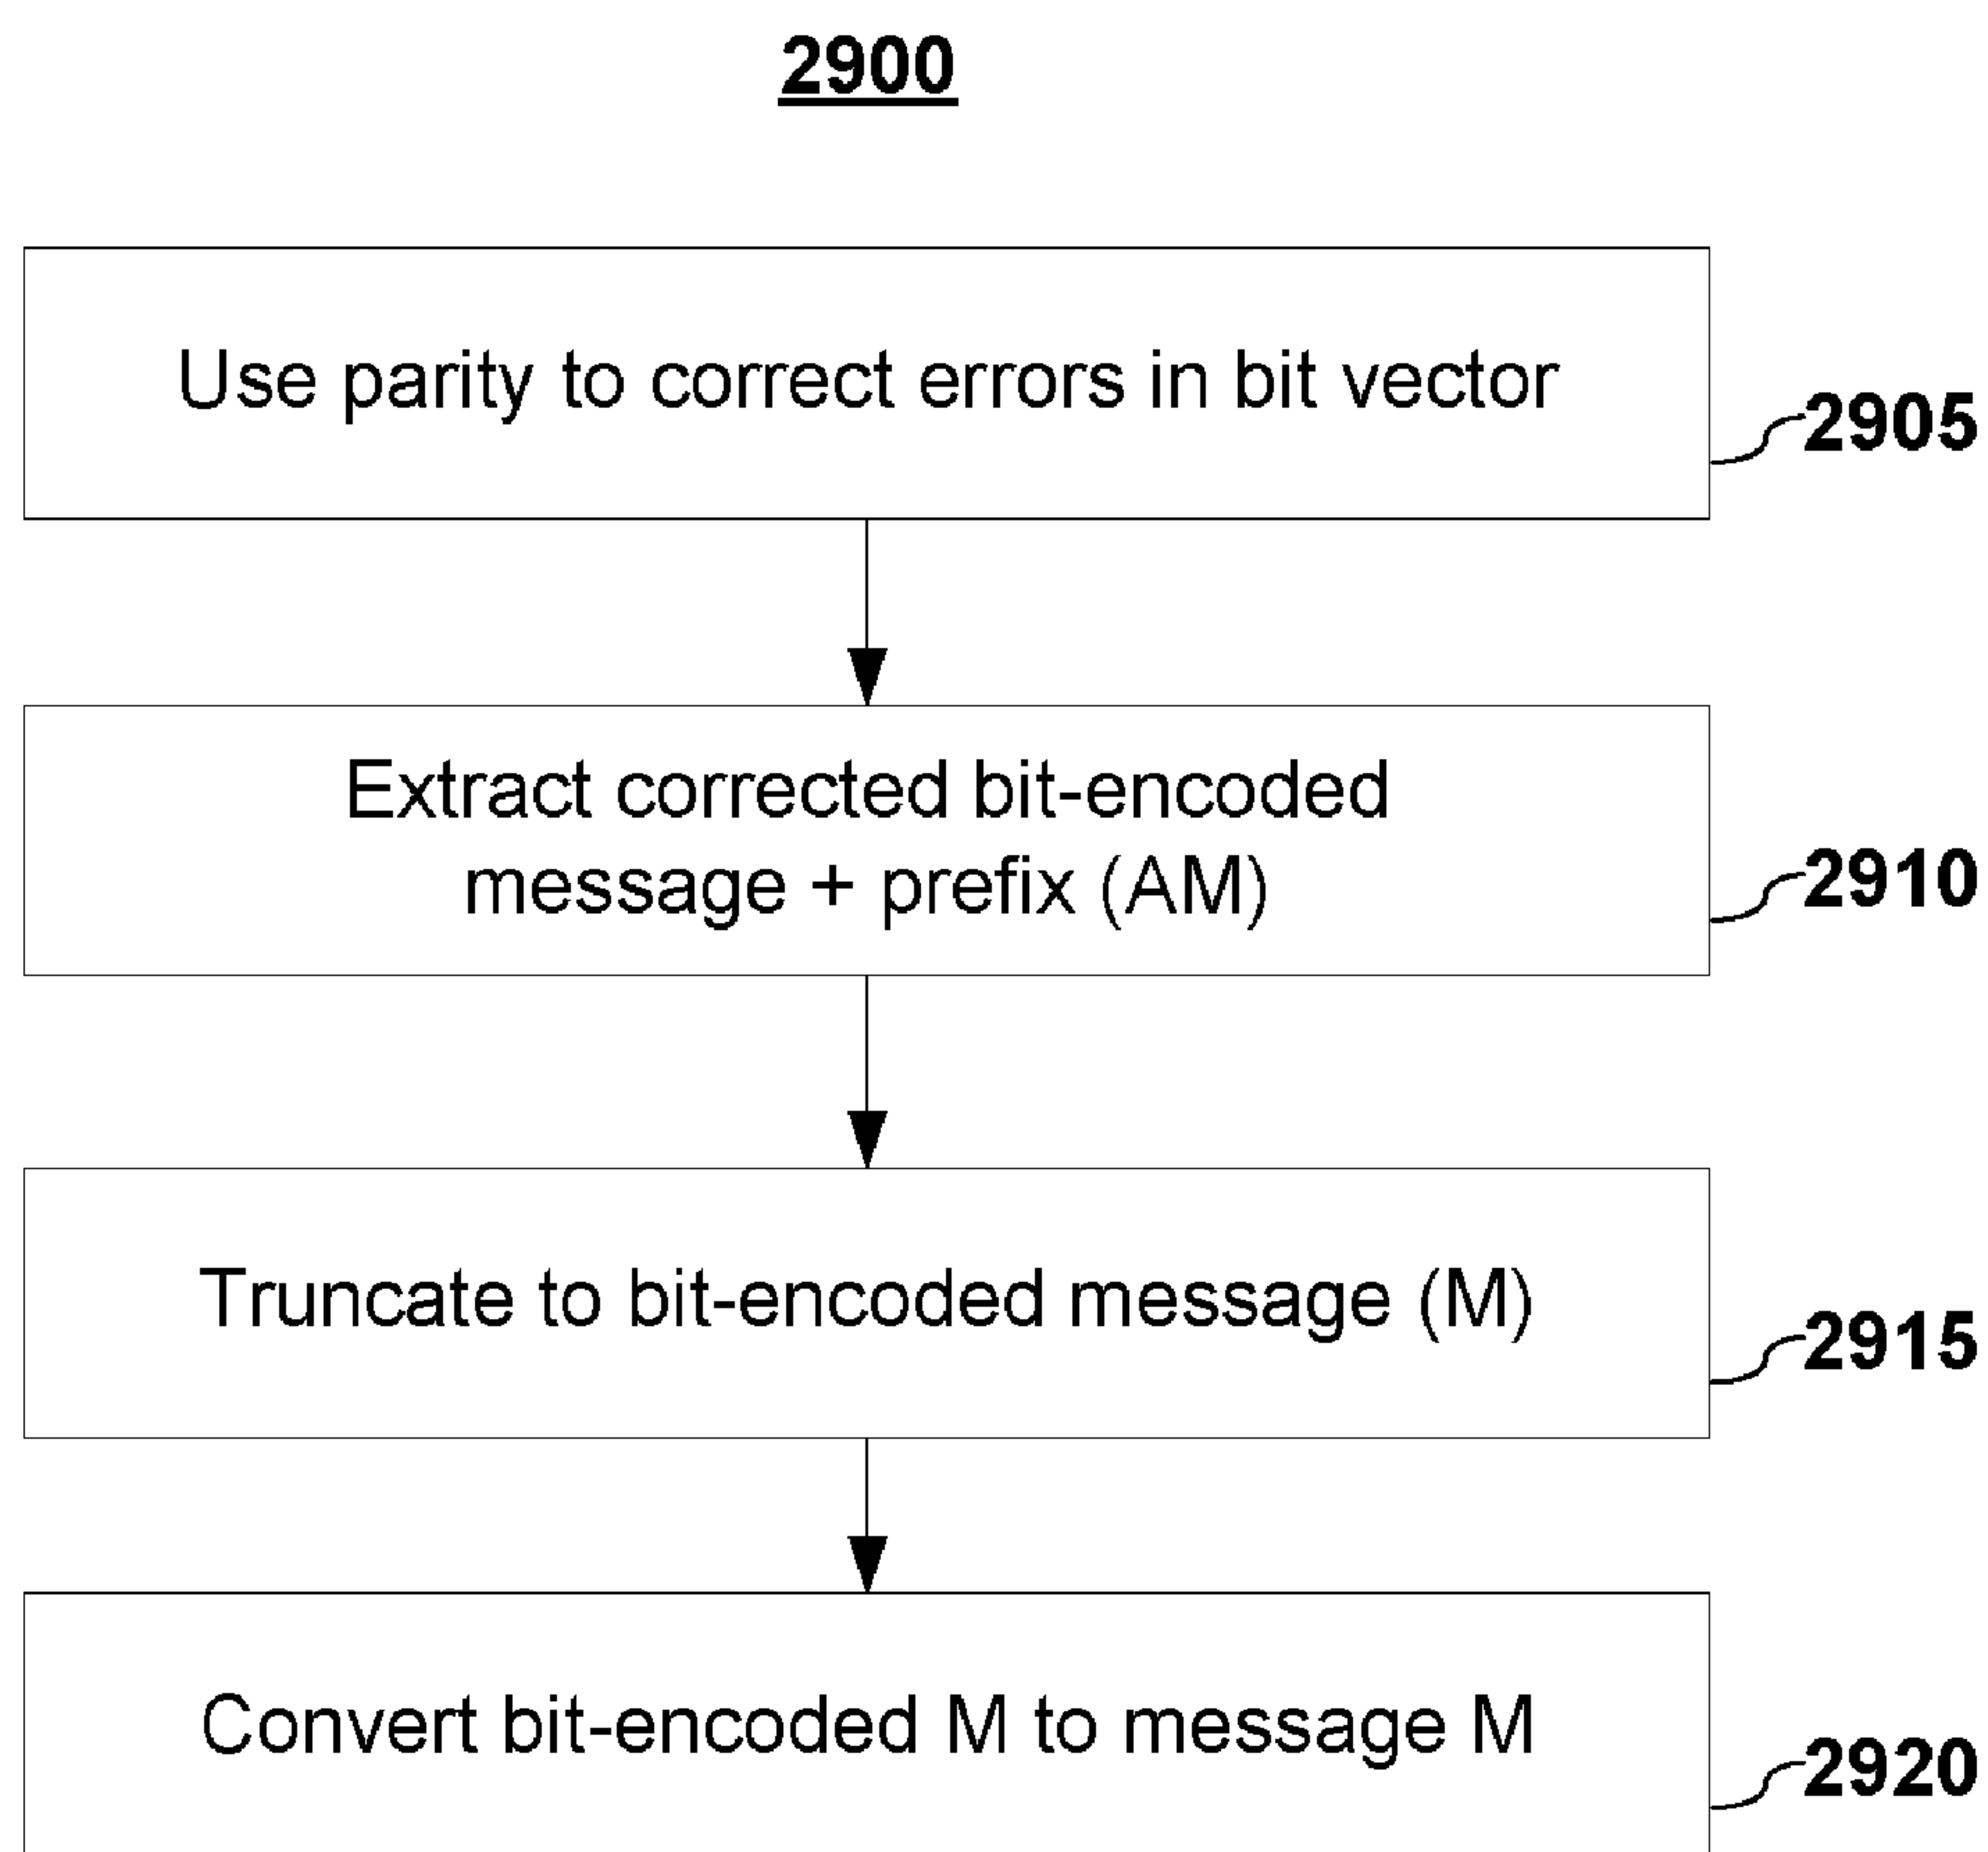 2900
Use parity to correct errors in bit vector
2905
Extract corrected bit-encoded
message + prefix (AM)
2910
Truncate to bit-encoded message (M)
2915
Convert bit-encoded M to message M
2920